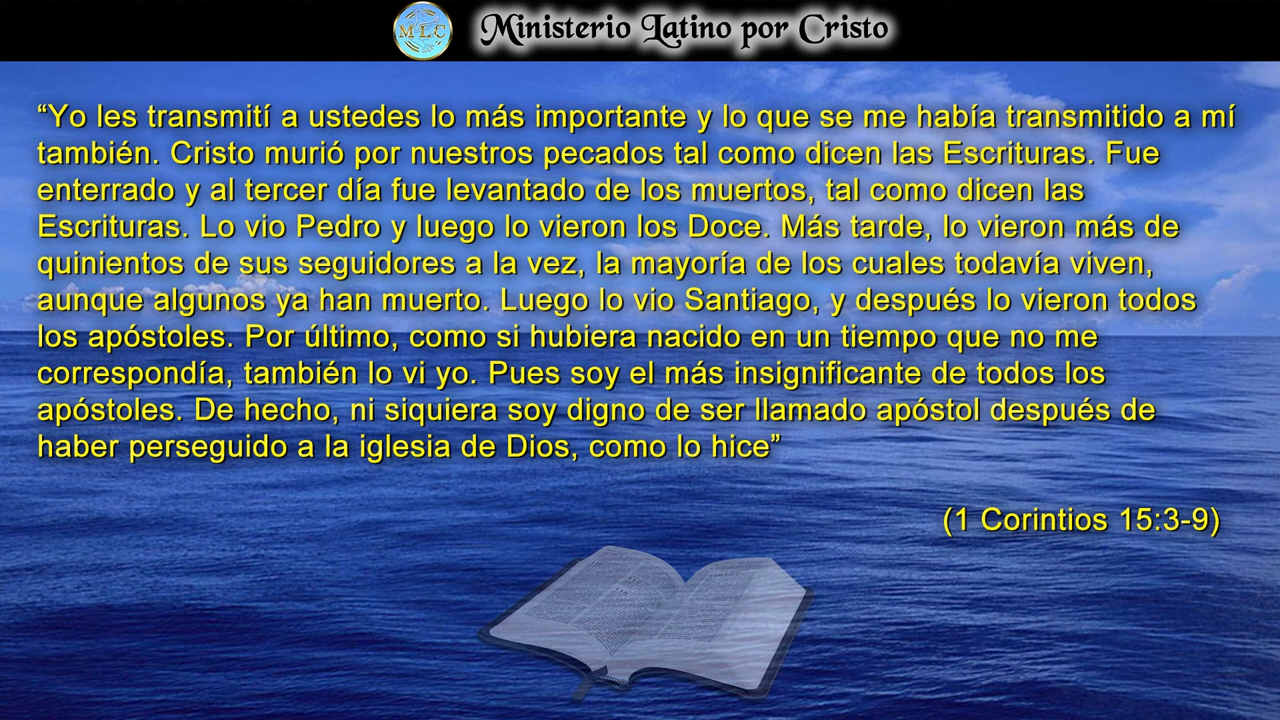 MLC
Ministerio Latino por Cristo
“Yo les transmití a ustedes lo más importante y lo que se me había transmitido a mí
también. Cristo murió por nuestros pecados tal como dicen las Escrituras. Fue
enterrado y al tercer día fue levantado de los muertos, tal como dicen las
Escrituras. Lo vio Pedro y luego lo vieron los Doce. Más tarde, lo vieron más de
quinientos de sus seguidores a la vez, la mayoría de los cuales todavía viven,
aunque algunos ya han muerto. Luego lo vio Santiago, y después lo vieron todos
los apóstoles. Por último, como si hubiera nacido en un tiempo que no me
correspondía, también lo vi yo. Pues soy el más insignificante de todos los
apóstoles. De hecho, ni siquiera soy digno de ser llamado apóstol después de
haber perseguido a la iglesia de Dios, como lo hice”
(1 Corintios 15:3-9)